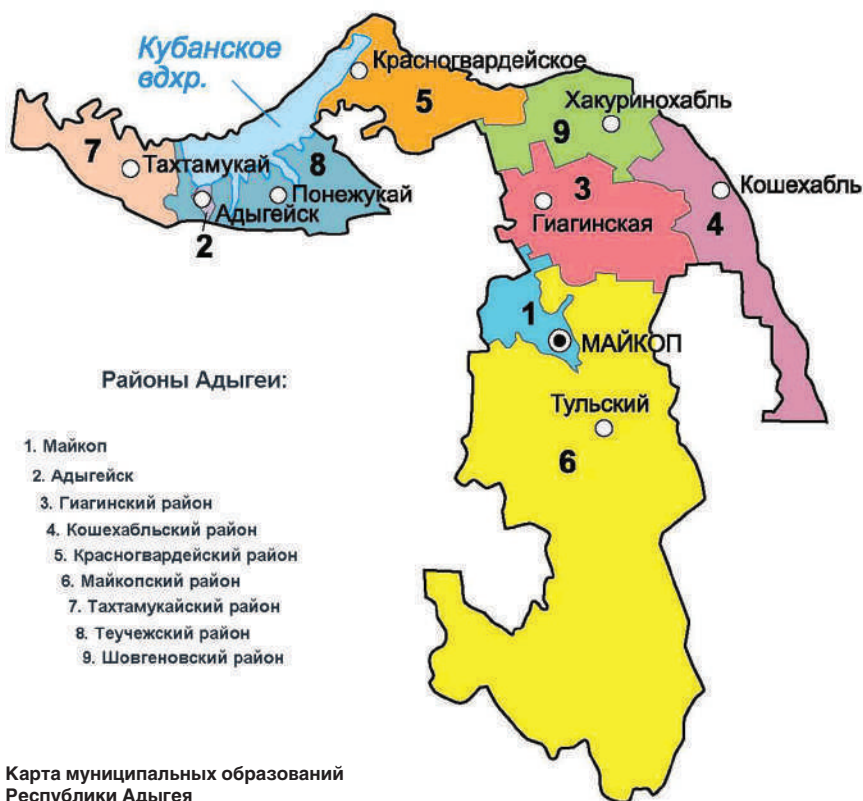 Кубанское
вдхр.
Красногвардейское
5
Хакуринохабль
9
7
Тахтамукай
8
Понежукай
Адыгейск
2
3
Гиагинская
Кошехабль
4
1
МАЙКОП
Тульский
6
Районы Адыгеи:
1. Майкоп
2. Адыгейск
3. Гиагинский район
4. Кошехабльский район
5. Красногвардейский район
6. Майкопский район
7. Тахтамукайский район
8. Теучежский район
9. Шовгеновский район
Карта муниципальных образований
Республики Адыгея